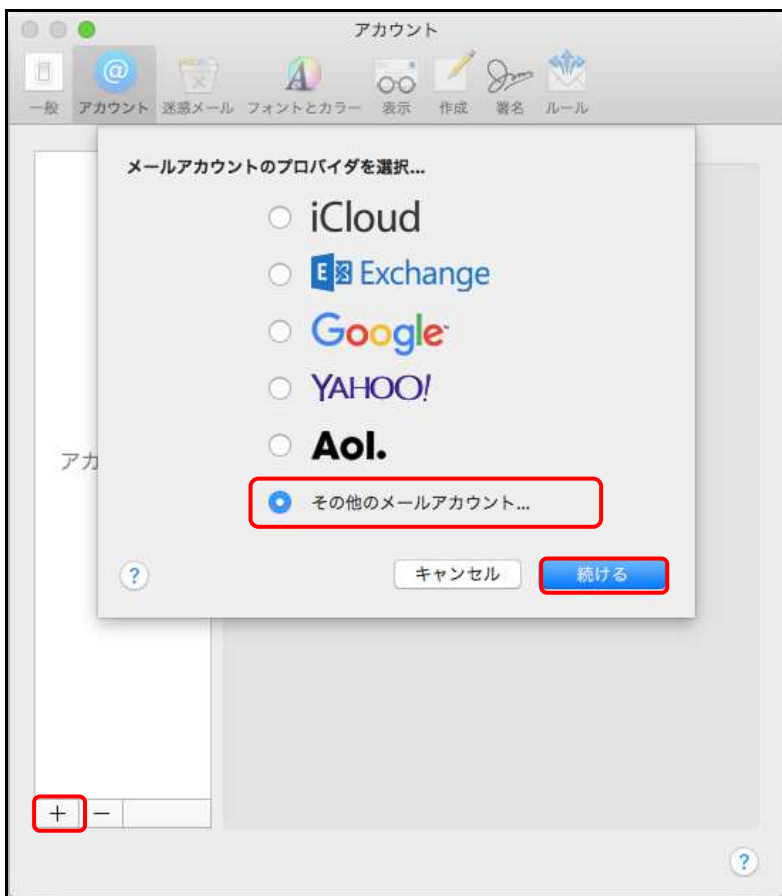 アカウント
@
一般 アカウント 迷惑メール フォントとカラー 表示 作成 署名 ルール
メールアカウントのプロバイダを選択...
iCloud
E Exchange
Google
YAHOO!
Aol.
アカ
その他のメールアカウント...
? キャンセル 続ける
+ −
?